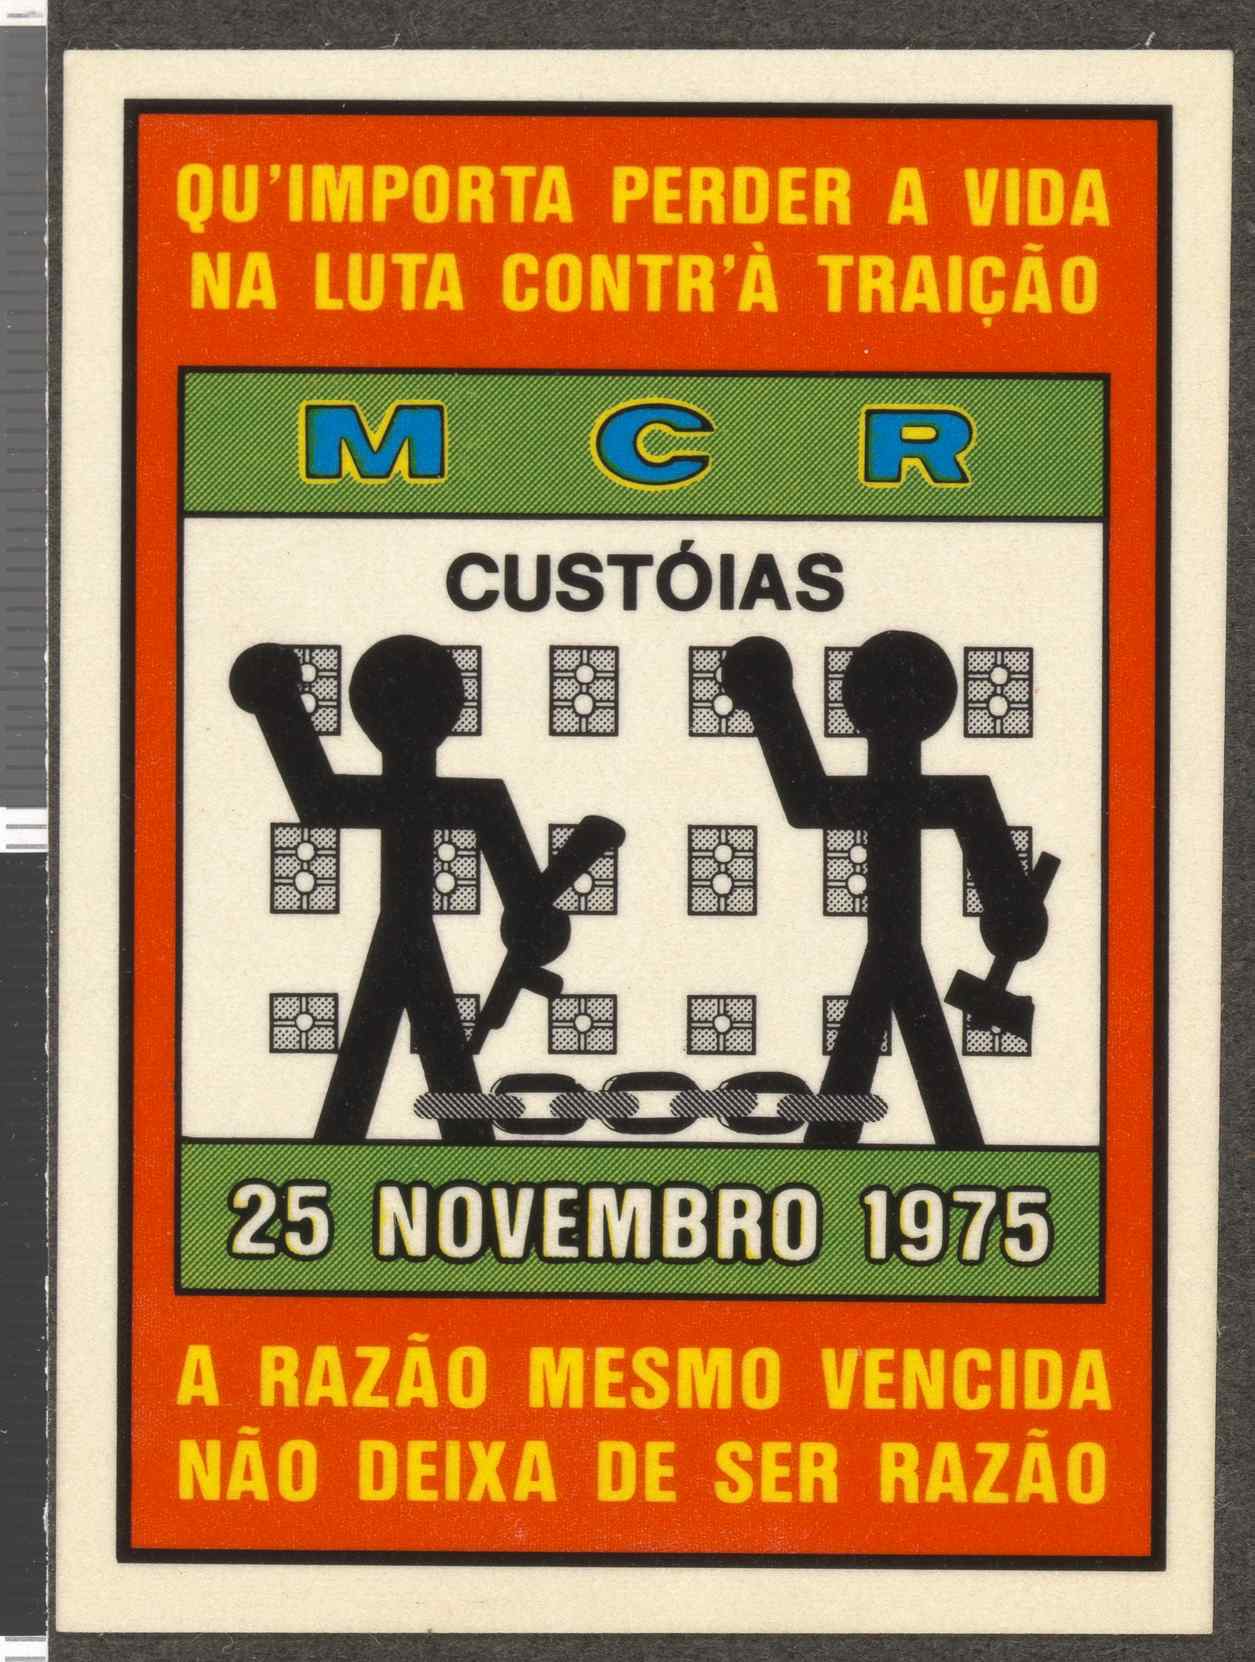 QU'IMPORTA PERDER A VIDA
NA LUTA CONTR'À TRAIÇÃO
M C R
CUSTÓIAS
25 NOVEMBRO 1975
A RAZÃO MESMO VENCIDA
NÃO DEIXA DE SER RAZÃO